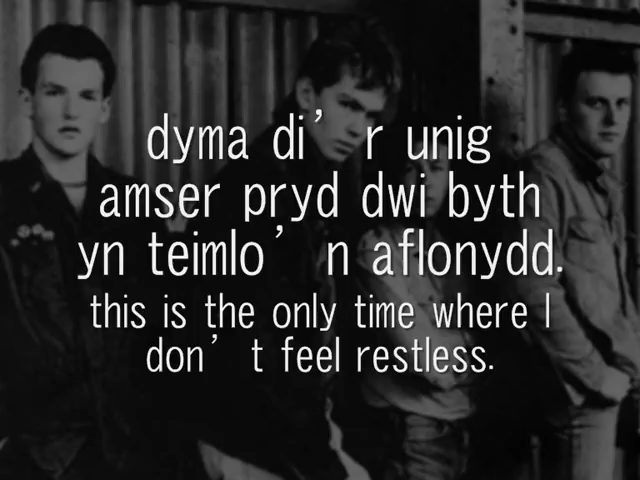 dyma di’r unig
amser pryd dwi byth
yn teimlo’n aflonydd.
this is the only time where I
don’t feel restless.